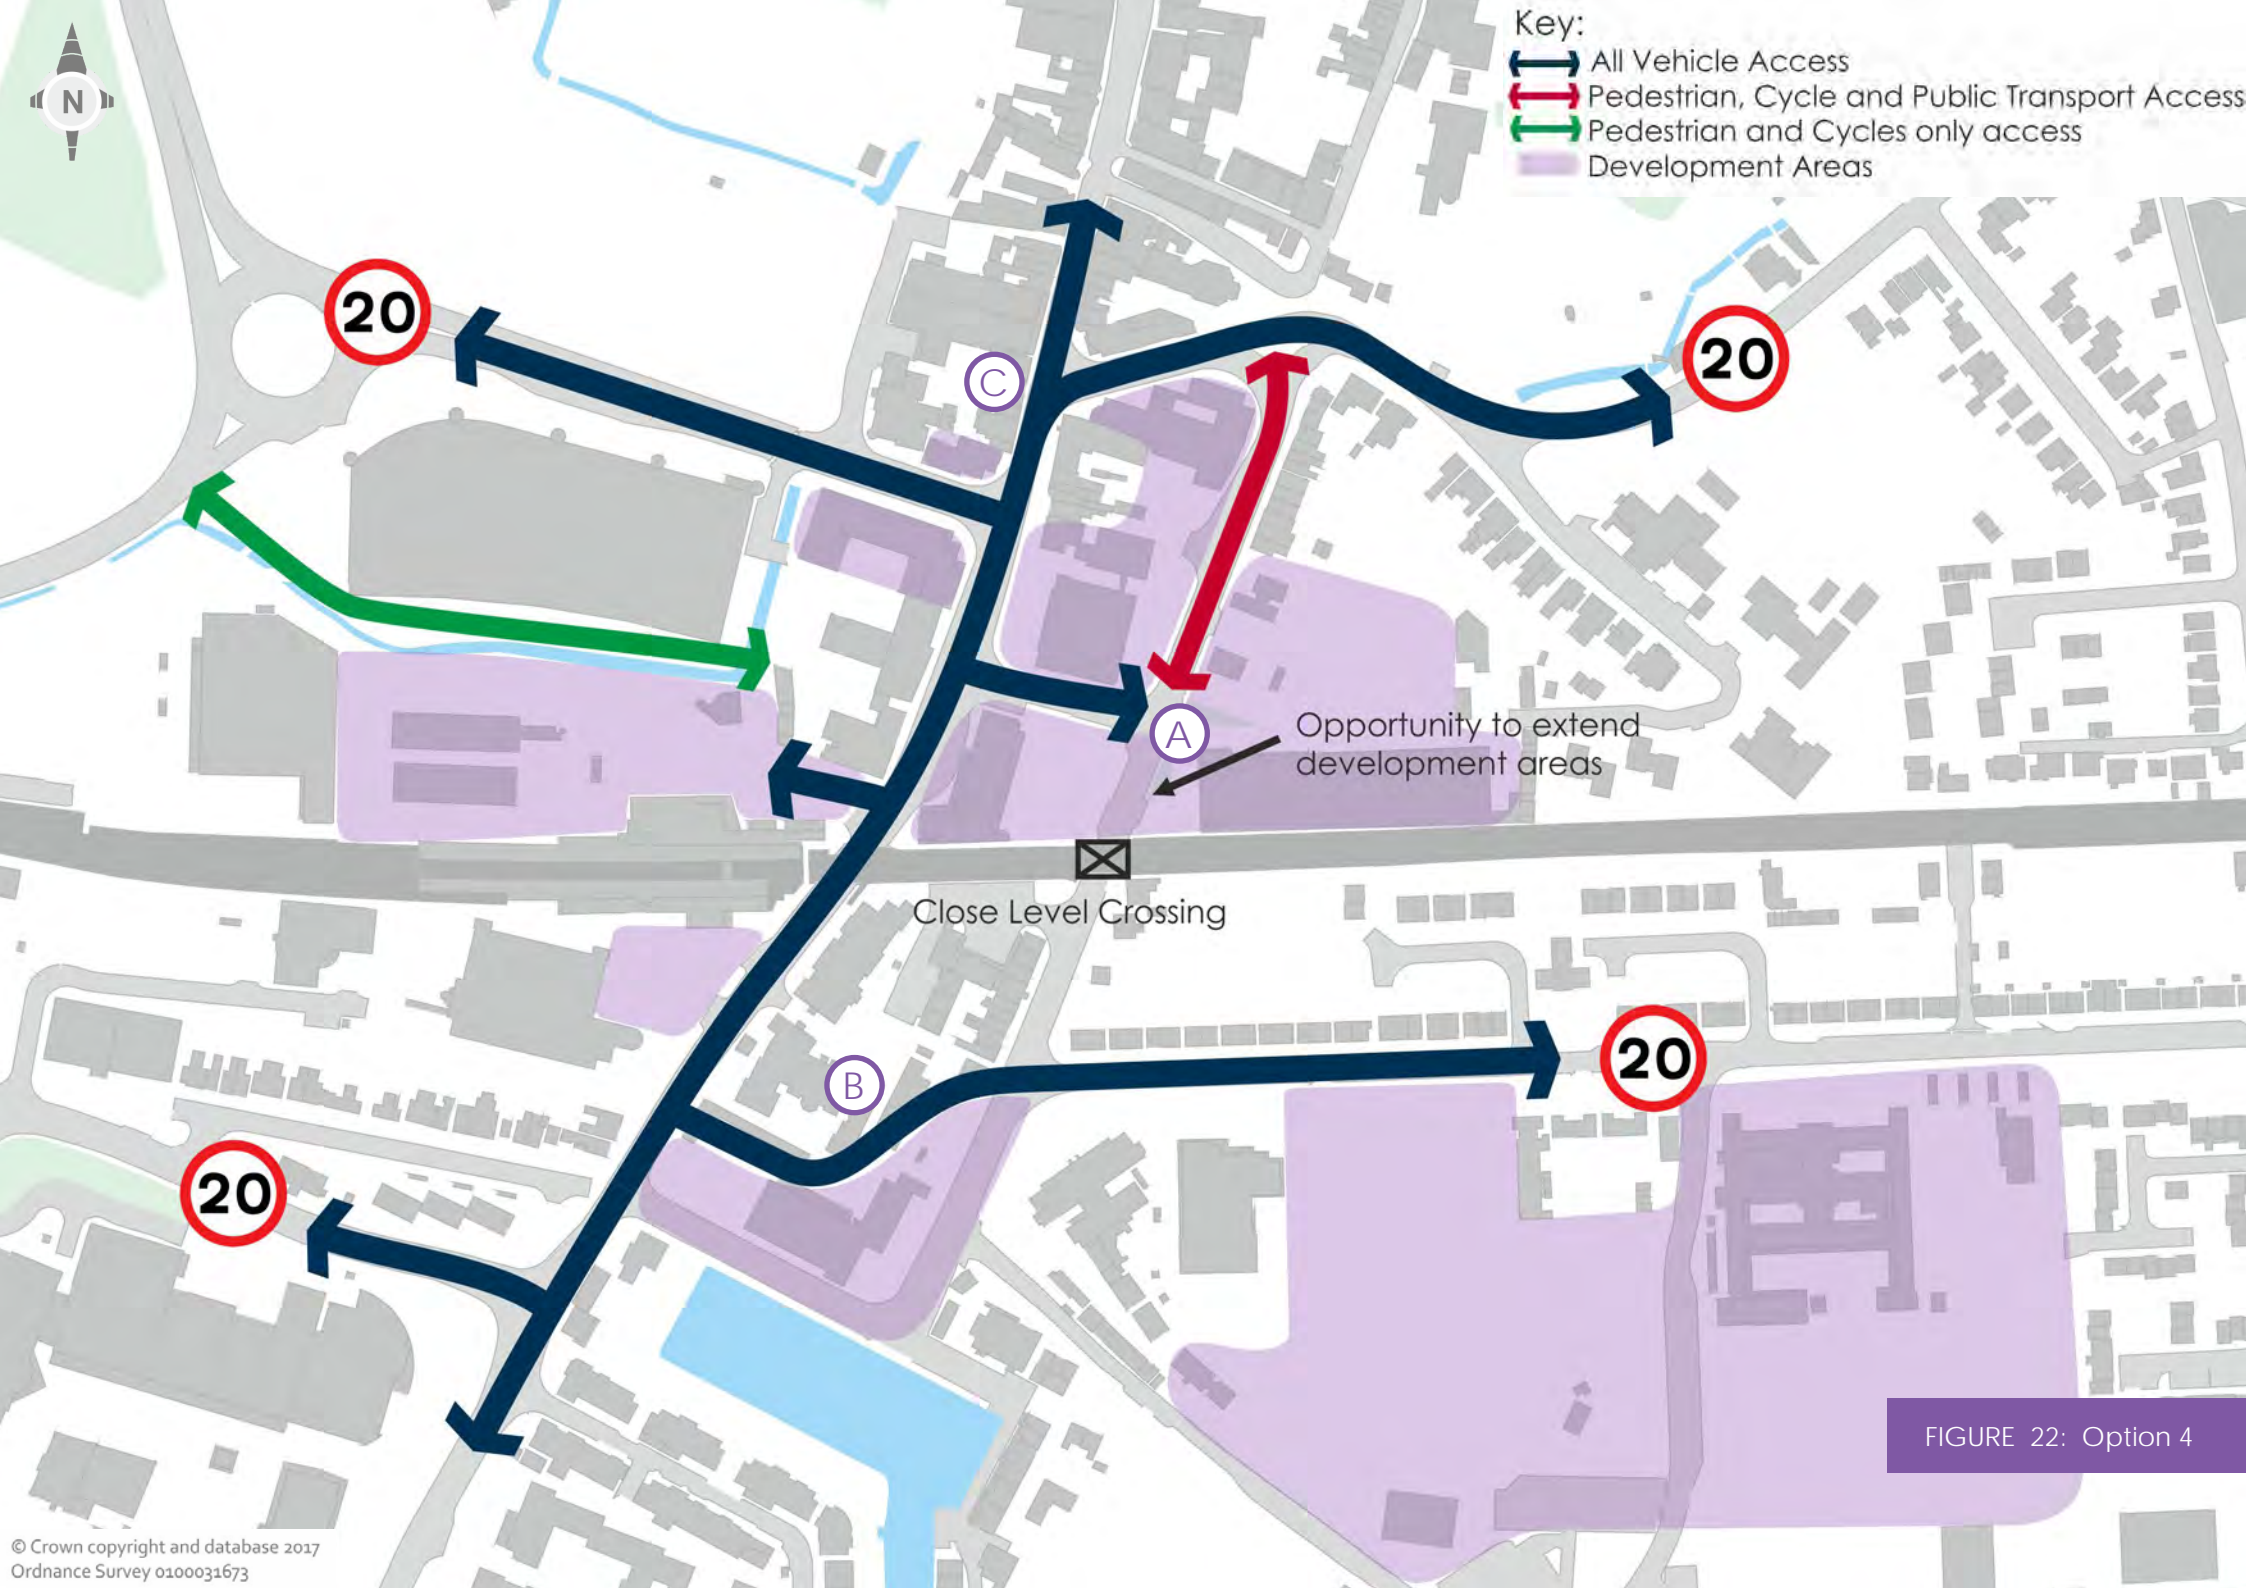 Key:
All Vehicle Access
Pedestrian, Cycle and Public Transport Access
Pedestrian and Cycles only access
Development Areas
N
20
20
C
A
Opportunity to extend
development areas
Close Level Crossing
20
B
20
FIGURE 22: Option 4
© Crown copyright and database 2017
Ordnance Survey 0100031673